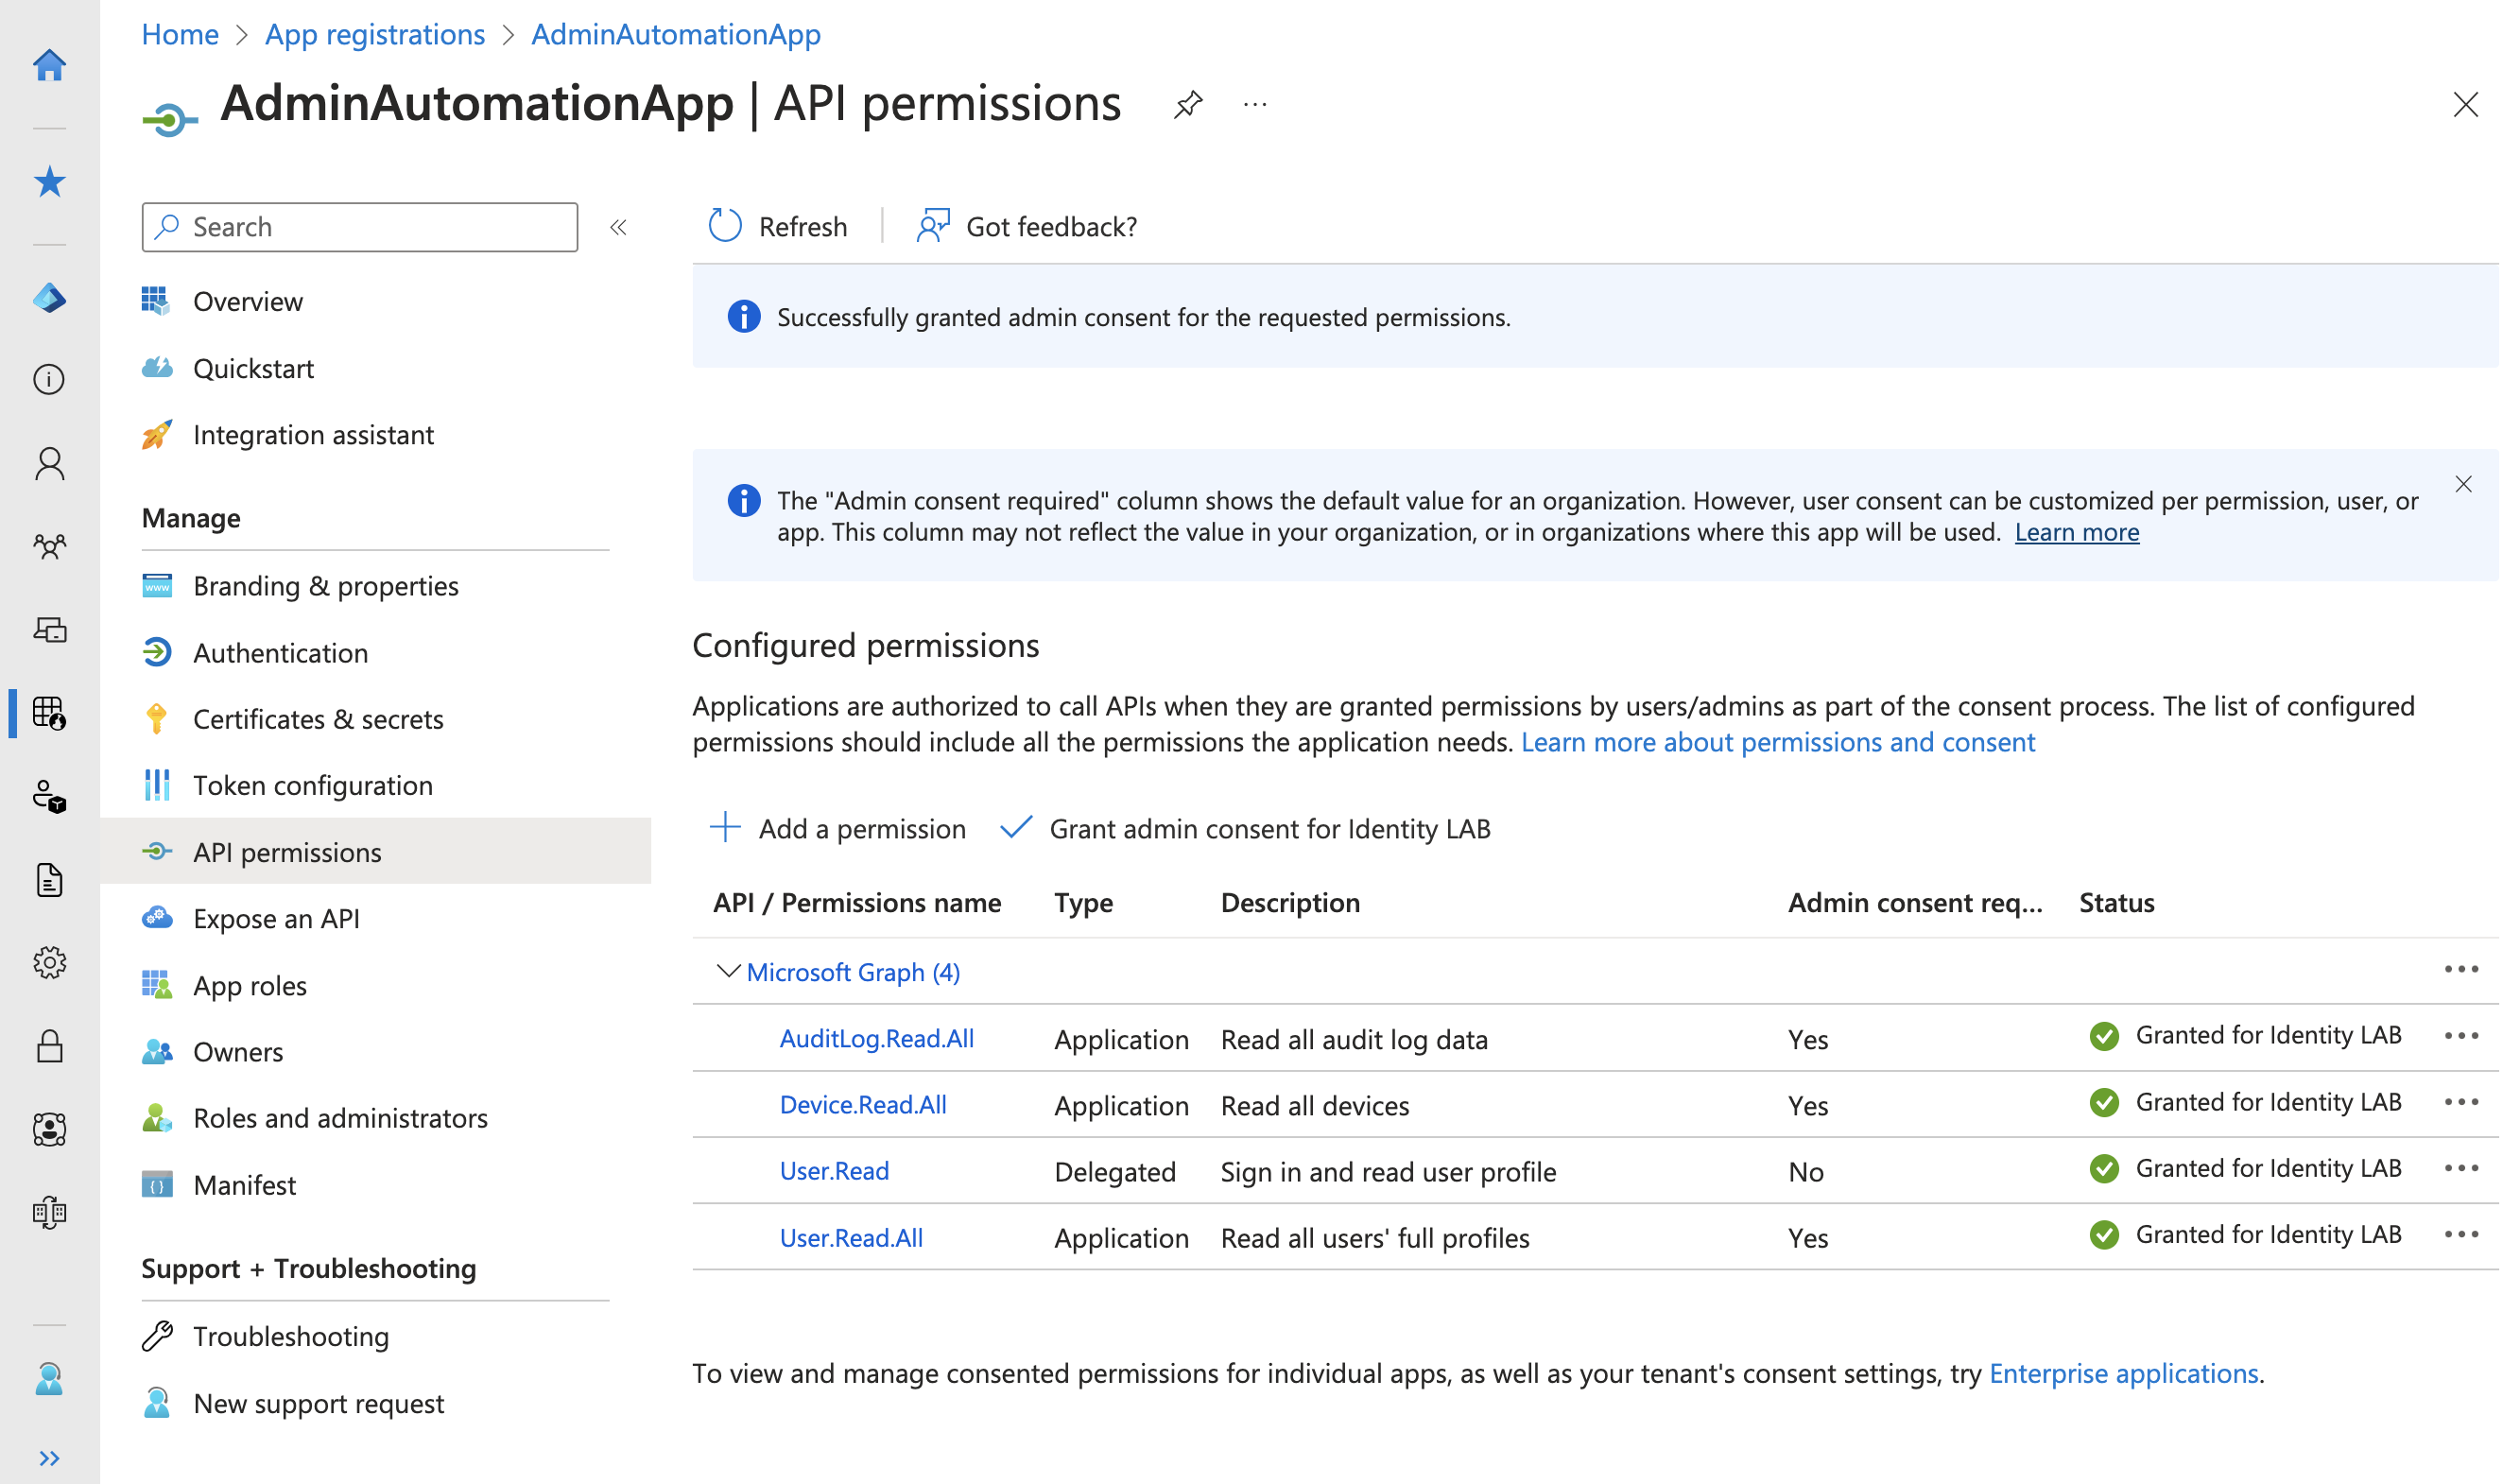 Home > App registrations > AdminAutomationApp
AdminAutomationApp | API permissions
Search
Overview
Quickstart
Integration assistant
Manage
Branding & properties
Authentication
Certificates & secrets
Token configuration
API permissions
Expose an API
App roles
Owners
Roles and administrators
Manifest
Support + Troubleshooting
Troubleshooting
New support request
Refresh
Got feedback?
Successfully granted admin consent for the requested permissions.
The "Admin consent required" column shows the default value for an organization. However, user consent can be customized per permission, user, or
app. This column may not reflect the value in your organization, or in organizations where this app will be used. Learn more
Configured permissions
Applications are authorized to call APIs when they are granted permissions by users/admins as part of the consent process. The list of configured
permissions should include all the permissions the application needs. Learn more about permissions and consent
Add a permission
Grant admin consent for Identity LAB
API / Permissions name Type Description Admin consent req... Status
Microsoft Graph (4)
AuditLog.Read.All Application Read all audit log data Yes Granted for Identity LAB
Device.Read.All Application Read all devices Yes Granted for Identity LAB
User.Read Delegated Sign in and read user profile No Granted for Identity LAB
User.Read.All Application Read all users' full profiles Yes Granted for Identity LAB
To view and manage consented permissions for individual apps, as well as your tenant's consent settings, try Enterprise applications.